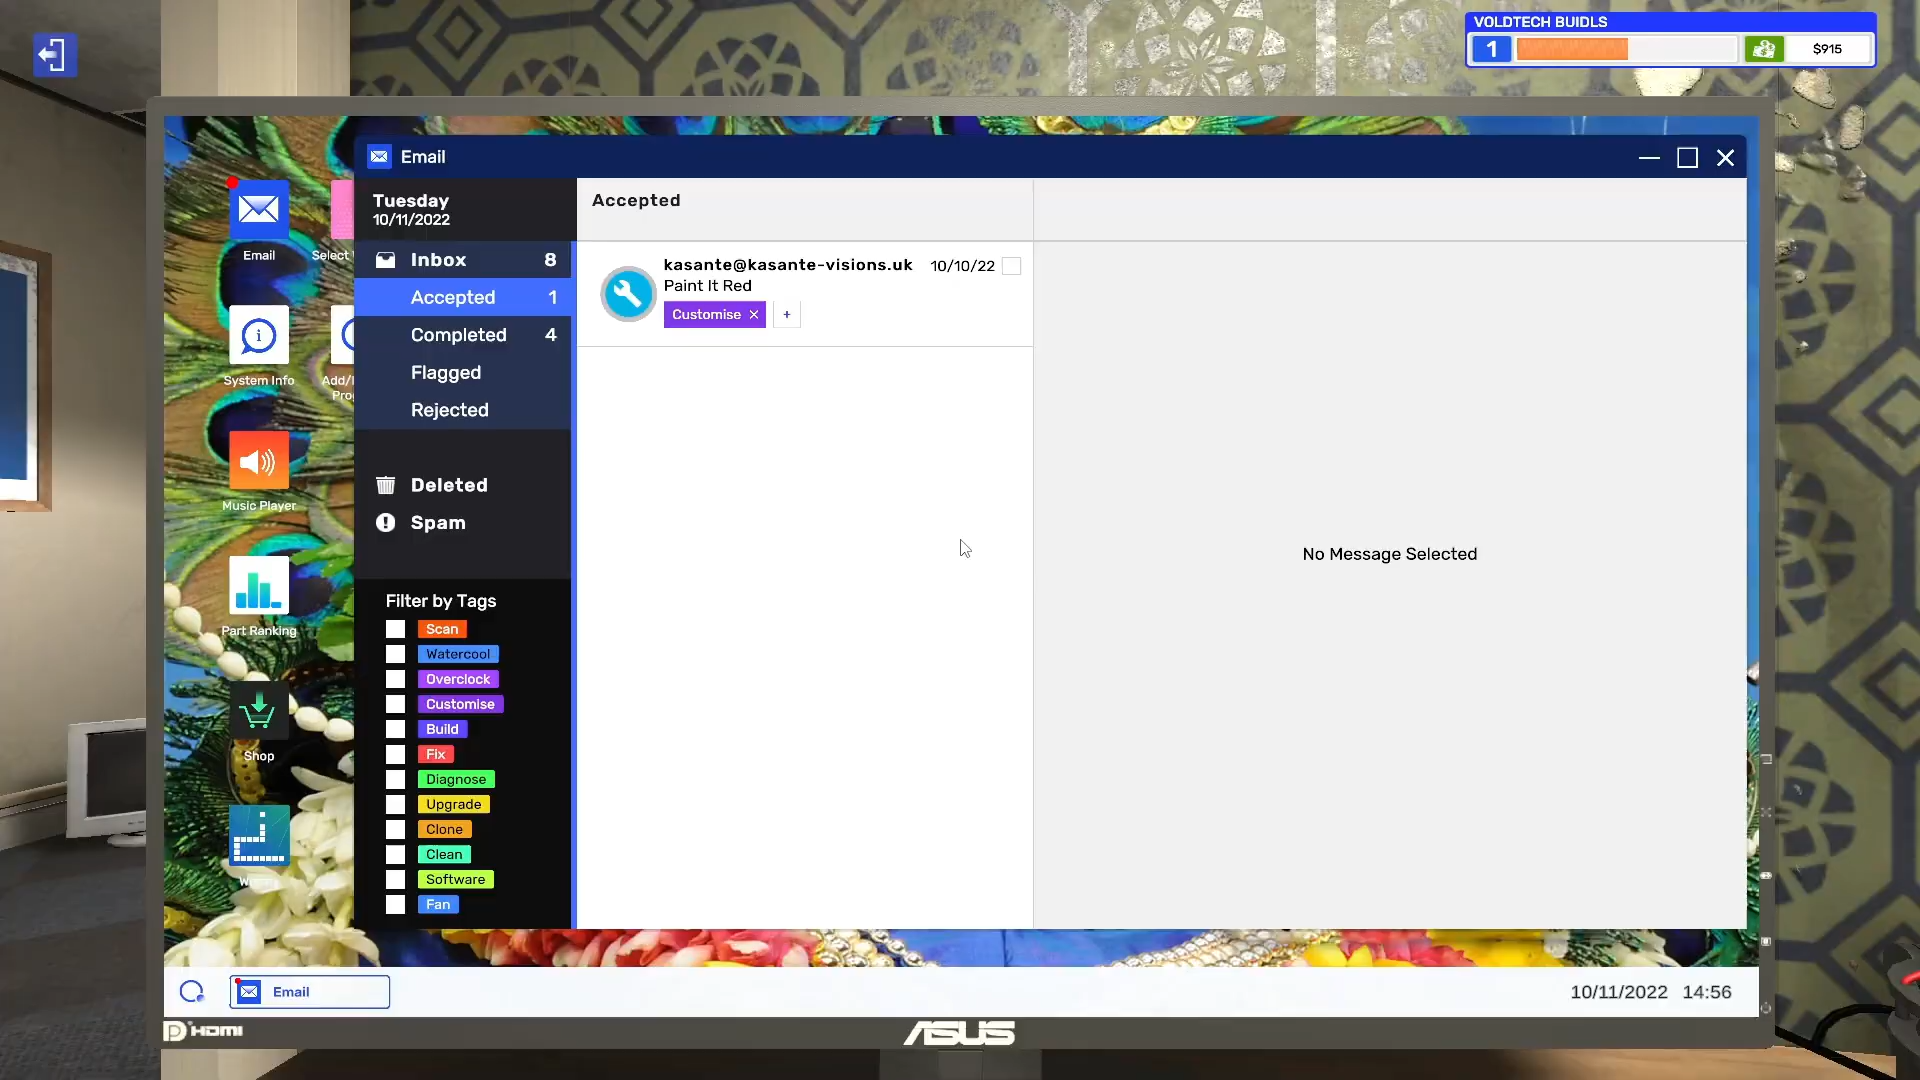 VOLDTECH BUIDLS
1
$915
Email
Tuesday
10/11/2022
Accepted
Inbox 8
Accepted 1
Completed 4
Flagged
Rejected
Deleted
Spam
Filter by Tags
Scan
Watercool
Overclock
Customise
Build
Fix
Diagnose
Upgrade
Clone
Clean
Software
Fan
kasante@kasante-visions.uk 10/10/22
Paint It Red
Customise × +
No Message Selected
Email
Select
System Info
Add/
Music Player
Part Ranking
Shop
Email
10/11/2022 14:56
HDMI
ASUS